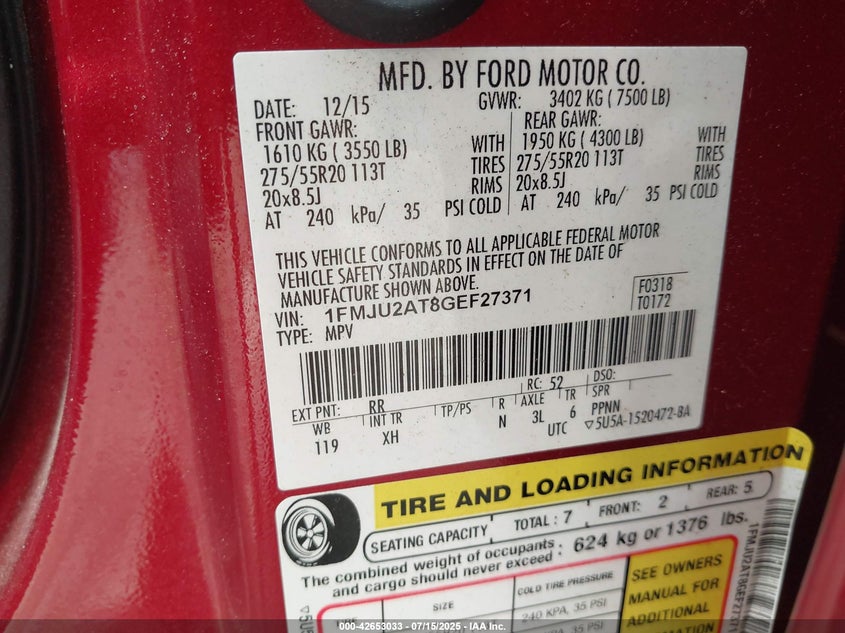 MFD. BY FORD MOTOR CO.
DATE: 12/15 GVWR: 3402 KG ( 7500 LB)
FRONT GAWR: REAR GAWR:
1610 KG ( 3550 LB) WITH 1950 KG ( 4300 LB) WITH
275/55R20 113T TIRES 275/55R20 113T TIRES
20x8.5J RIMS 20x8.5J RIMS
AT 240 kPa/ 35 PSI COLD AT 240 kPa/ 35 PSI COLD
THIS VEHICLE CONFORMS TO ALL APPLICABLE FEDERAL MOTOR
VEHICLE SAFETY STANDARDS IN EFFECT ON THE DATE OF
MANUFACTURE SHOWN ABOVE.
VIN: 1FMJU2AT8GEF27371 F0318
TYPE: MPV T0172
EXT PNT: RR RC: 52 DSO:
WB INT TR TP/PS R AXLE TR SPR
119 XH N 3L 6 PPNN
UTC ▽5U5A-1520472-BA
TIRE AND LOADING INFORMATION
SEATING CAPACITY TOTAL : 7 FRONT: 2 REAR: 5
The combined weight of occupants : 624 kg or 1376 lbs.
and cargo should never exceed :
SIZE COLD TIRE PRESSURE SEE OWNERS
240 KPA, 35 PSI MANUAL FOR
ADDITIONAL
000-42653033 - 07/15/2025 - IAA Inc.